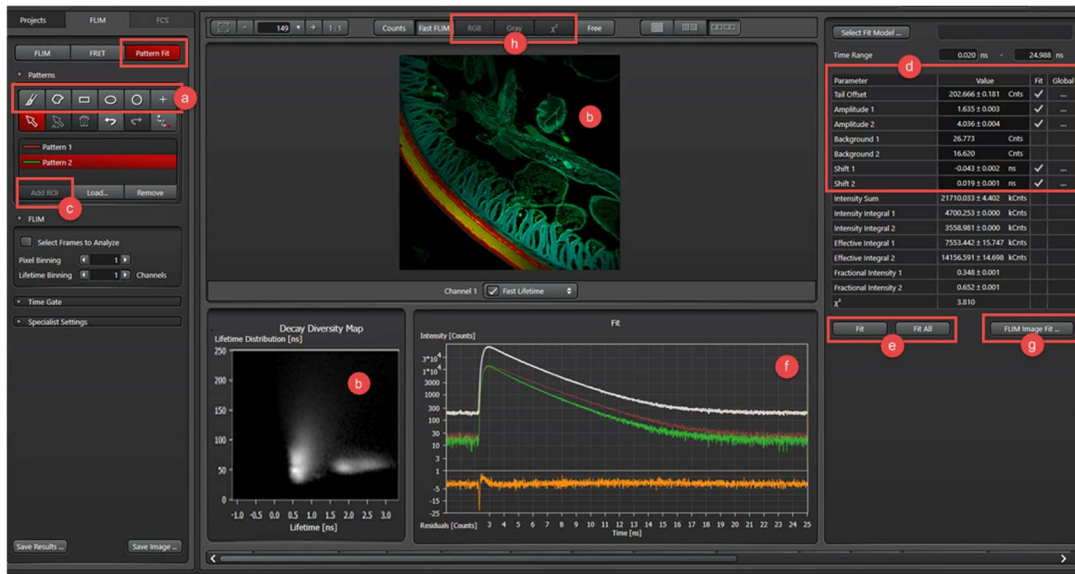 Projects FLIM FCS
FLIM FRET Pattern Fit
Patterns
a
Pattern 1
Pattern 2
Add ROI Load... Remove
c
FLIM
Select Frames to Analyze
Pixel Binning 1
Lifetime Binning 1 Channels
Time Gate
Specialist Settings
Save Results ... Save Image ...
- 149 + 1:1 Counts Fast FLIM RGB Gray χ² Free
h
b
Channel 1 Fast Lifetime
Decay Diversity Map
Lifetime Distribution [ns]
250
200
150
100
50
0
b
-1.0 -0.5 0.0 0.5 1.0 1.5 2.0 2.5 3.0
Lifetime [ns]
Fit
Intensity [Counts]
3*10⁴
1*10⁴
3000
1000
300
100
30
10
3
1
-5
-15
-25
f
Residuals [Counts] 3 4 5 6 7 8 9 10 11 12 13 14 15 16 17 18 19 20 21 22 23 24 25
Time [ns]
Select Fit Model ...
Time Range 0.020 ns - 24.988 ns
d
Parameter Value Fit Global
Tail Offset 202.666 ± 0.181 Cnts ...
Amplitude 1 1.635 ± 0.003 ...
Amplitude 2 4.036 ± 0.004 ...
Background 1 26.773 Cnts
Background 2 16.620 Cnts
Shift 1 -0.043 ± 0.002 ns ...
Shift 2 0.019 ± 0.001 ns ...
Intensity Sum 21710.033 ± 4.402 kCnts
Intensity Integral 1 4700.253 ± 0.000 kCnts
Intensity Integral 2 3558.981 ± 0.000 kCnts
Effective Integral 1 7553.442 ± 15.747 kCnts
Effective Integral 2 14156.591 ± 14.698 kCnts
Fractional Intensity 1 0.348 ± 0.001
Fractional Intensity 2 0.652 ± 0.001
χ² 3.810
Fit Fit All FLIM Image Fit ...
e g